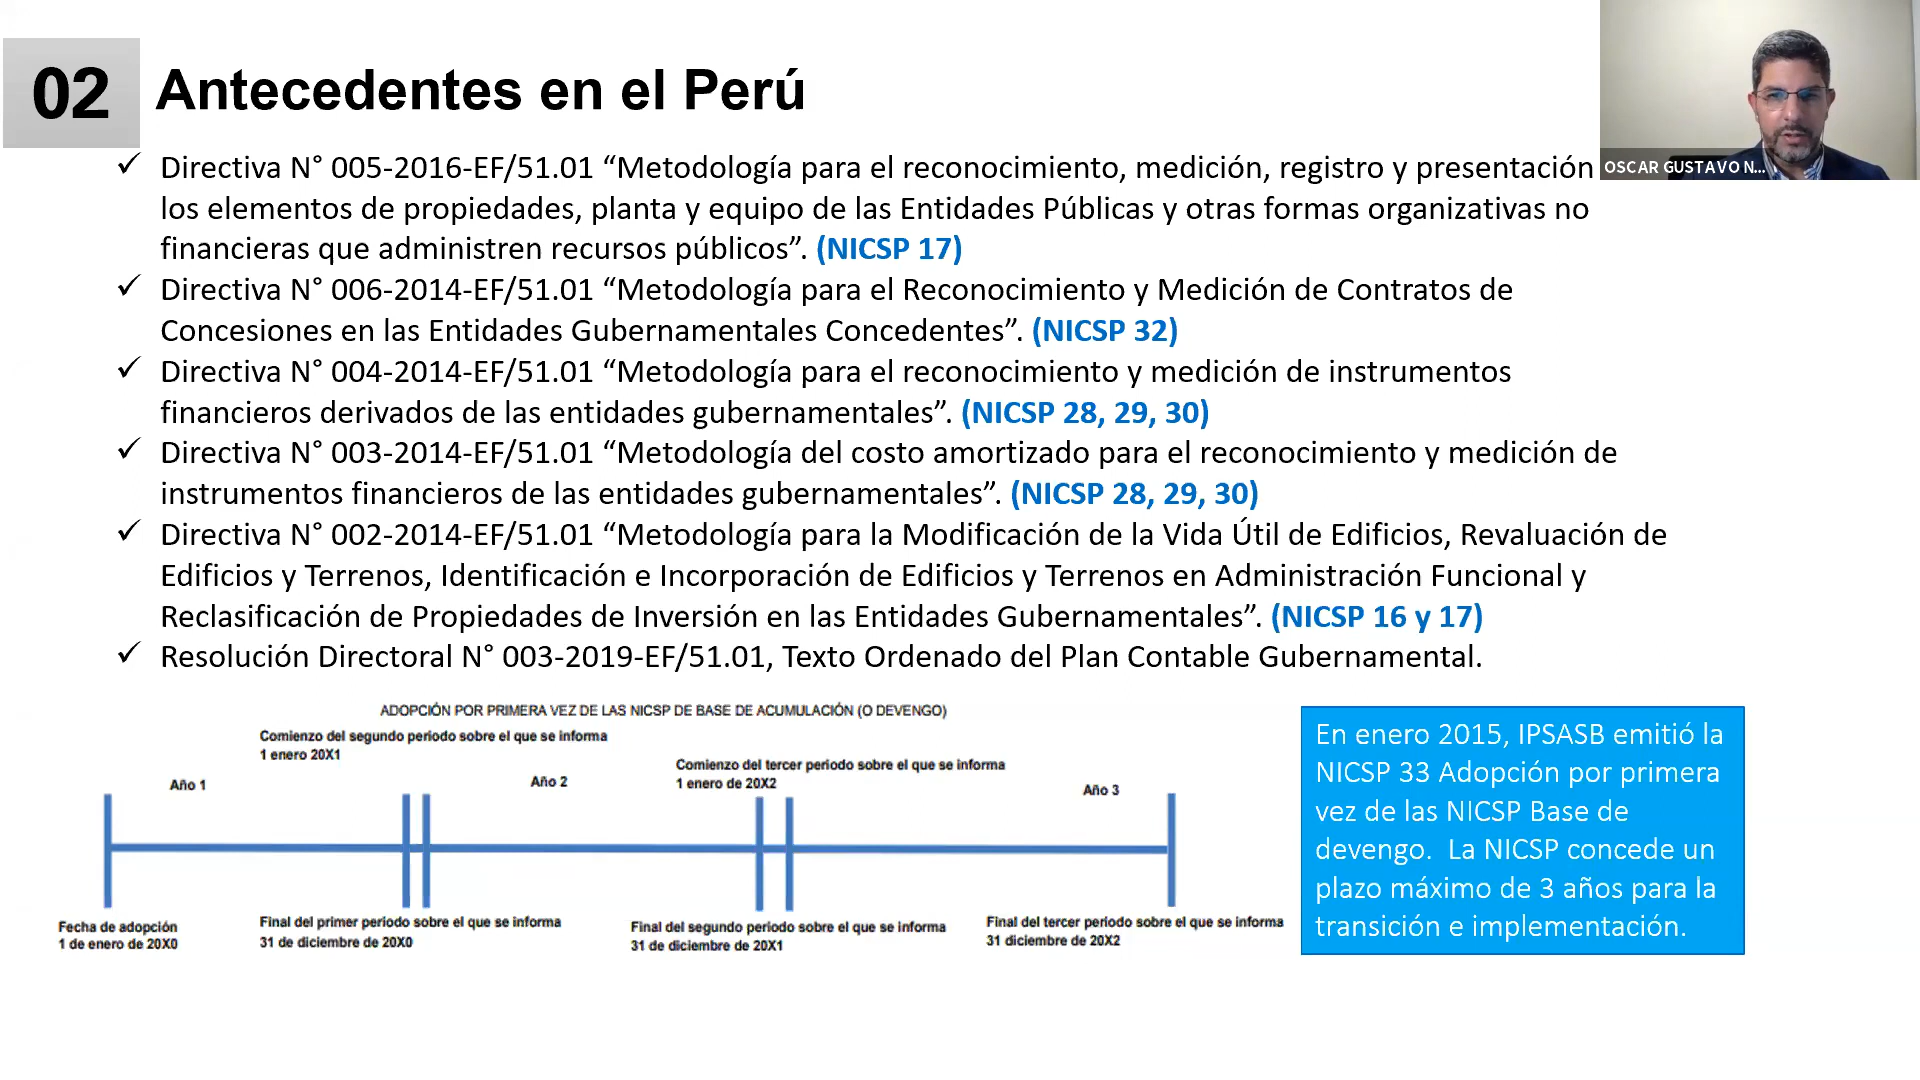 02 Antecedentes en el Perú
OSCAR GUSTAVO N...
✓ Directiva N° 005-2016-EF/51.01 “Metodología para el reconocimiento, medición, registro y presentación
los elementos de propiedades, planta y equipo de las Entidades Públicas y otras formas organizativas no
financieras que administren recursos públicos”. (NICSP 17)
✓ Directiva N° 006-2014-EF/51.01 “Metodología para el Reconocimiento y Medición de Contratos de
Concesiones en las Entidades Gubernamentales Concedentes”. (NICSP 32)
✓ Directiva N° 004-2014-EF/51.01 “Metodología para el reconocimiento y medición de instrumentos
financieros derivados de las entidades gubernamentales”. (NICSP 28, 29, 30)
✓ Directiva N° 003-2014-EF/51.01 “Metodología del costo amortizado para el reconocimiento y medición de
instrumentos financieros de las entidades gubernamentales”. (NICSP 28, 29, 30)
✓ Directiva N° 002-2014-EF/51.01 “Metodología para la Modificación de la Vida Útil de Edificios, Revaluación de
Edificios y Terrenos, Identificación e Incorporación de Edificios y Terrenos en Administración Funcional y
Reclasificación de Propiedades de Inversión en las Entidades Gubernamentales”. (NICSP 16 y 17)
✓ Resolución Directoral N° 003-2019-EF/51.01, Texto Ordenado del Plan Contable Gubernamental.
ADOPCIÓN POR PRIMERA VEZ DE LAS NICSP DE BASE DE ACUMULACIÓN (O DEVENGO)
Comienzo del segundo periodo sobre el que se informa
1 enero 20X1
Comienzo del tercer periodo sobre el que se informa
1 enero de 20X2
Año 1
Año 2
Año 3
Fecha de adopción
1 de enero de 20X0
Final del primer periodo sobre el que se informa
31 de diciembre de 20X0
Final del segundo periodo sobre el que se informa
31 de diciembre de 20X1
Final del tercer periodo sobre el que se informa
31 diciembre de 20X2
En enero 2015, IPSASB emitió la
NICSP 33 Adopción por primera
vez de las NICSP Base de
devengo. La NICSP concede un
plazo máximo de 3 años para la
transición e implementación.